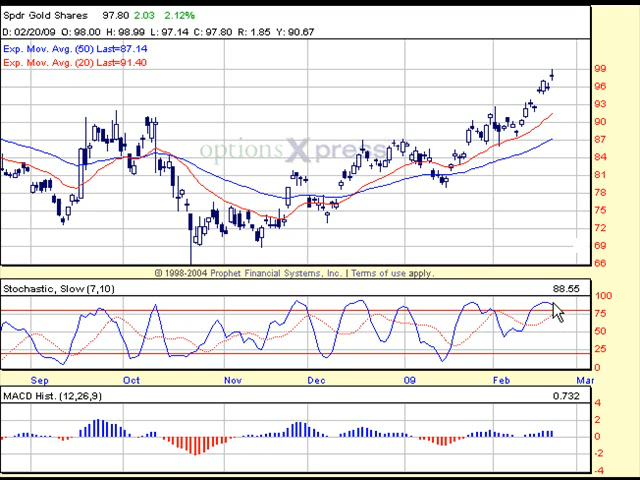 Spdr Gold Shares 97.80 2.03 2.12%
D: 02/20/09 O: 98.00 H: 98.99 L: 97.14 C: 97.80 R: 1.85 Y: 90.67
Exp. Mov. Avg. (50) Last=87.14
Exp. Mov. Avg. (20) Last=91.40
99
96
93
90
87
optionsXpress
84
81
78
75
72
69
66
© 1998-2004 Prophet Financial Systems, Inc. | Terms of use apply.
Stochastic, Slow (7,10) 88.55
100
75
50
25
0
Sep Oct Nov Dec 09 Feb Mar
MACD Hist. (12,26,9) 0.732
4
2
0
-2
-4